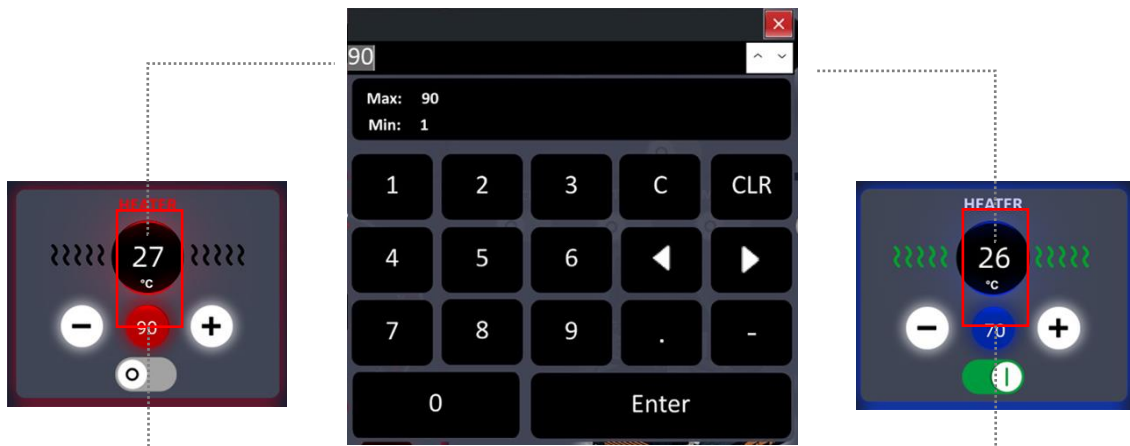 90
Max: 90
Min: 1
1 2 3 C CLR
4 5 6
7 8 9 . -
0 Enter
HEATER
27
°C
90
HEATER
26
°C
70